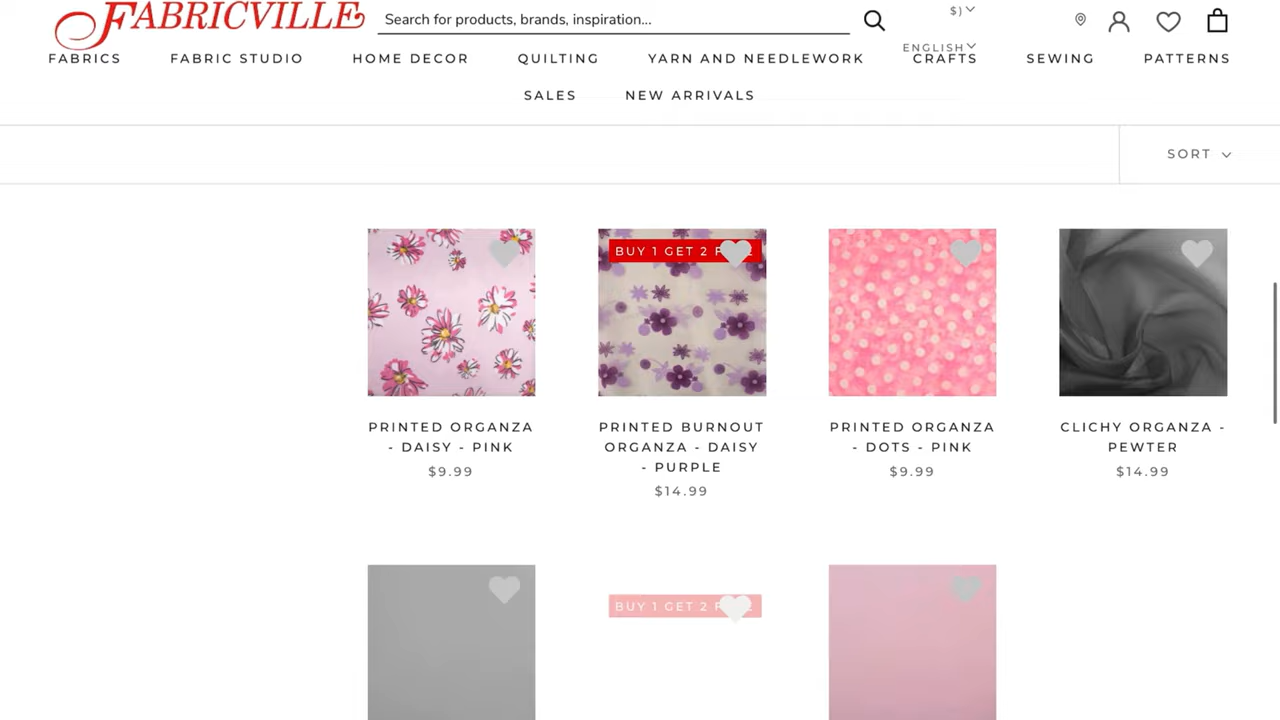 FABRICVILLE
Search for products, brands, inspiration...
$)
ENGLISH
FABRICS FABRIC STUDIO HOME DECOR QUILTING YARN AND NEEDLEWORK CRAFTS SEWING PATTERNS
SALES NEW ARRIVALS
SORT
BUY 1 GET 2
PRINTED ORGANZA
- DAISY - PINK
$9.99
PRINTED BURNOUT
ORGANZA - DAISY
- PURPLE
$14.99
PRINTED ORGANZA
- DOTS - PINK
$9.99
CLICHY ORGANZA -
PEWTER
$14.99
BUY 1 GET 2